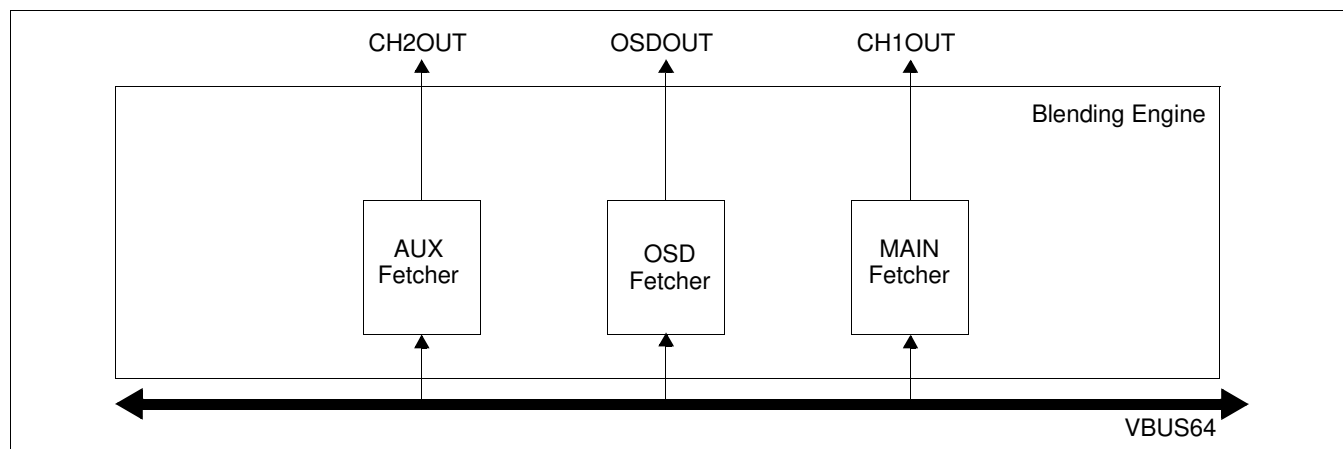 CH2OUT
OSDOUT
CH1OUT
Blending Engine
AUX
Fetcher
OSD
Fetcher
MAIN
Fetcher
VBUS64